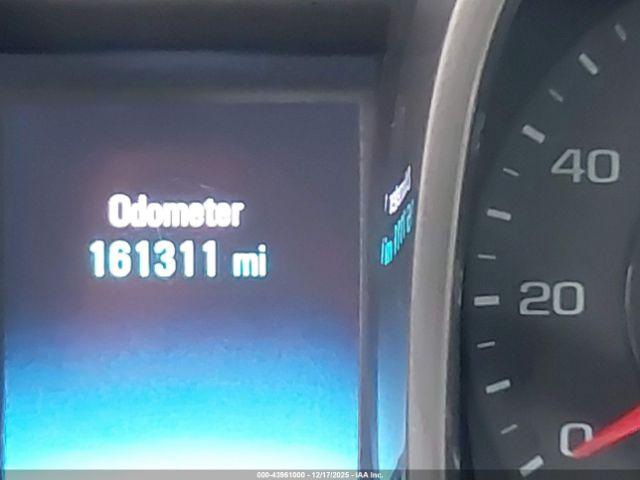 Odometer
161311 mi
40
20
0
000-43961000 - 12/17/2025 - IAA Inc.